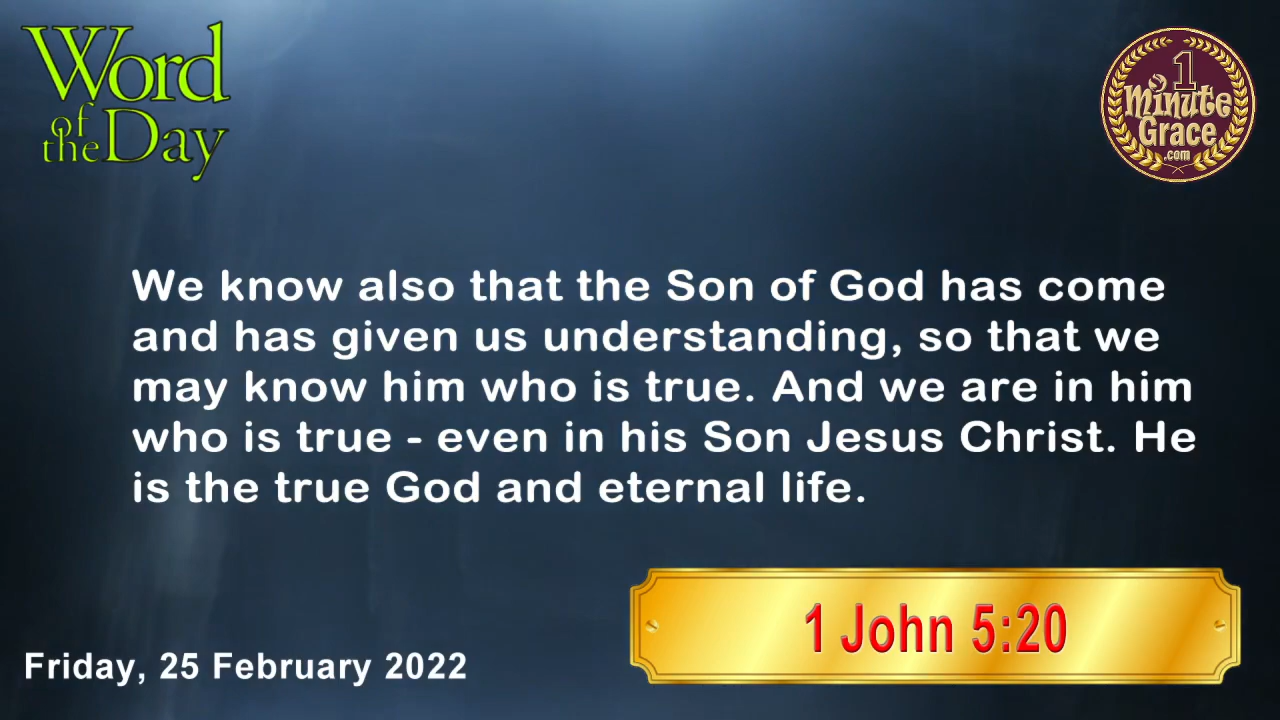 Word
of
the Day
1
Minute
Grace
.com
We know also that the Son of God has come
and has given us understanding, so that we
may know him who is true. And we are in him
who is true - even in his Son Jesus Christ. He
is the true God and eternal life.
1 John 5:20
Friday, 25 February 2022